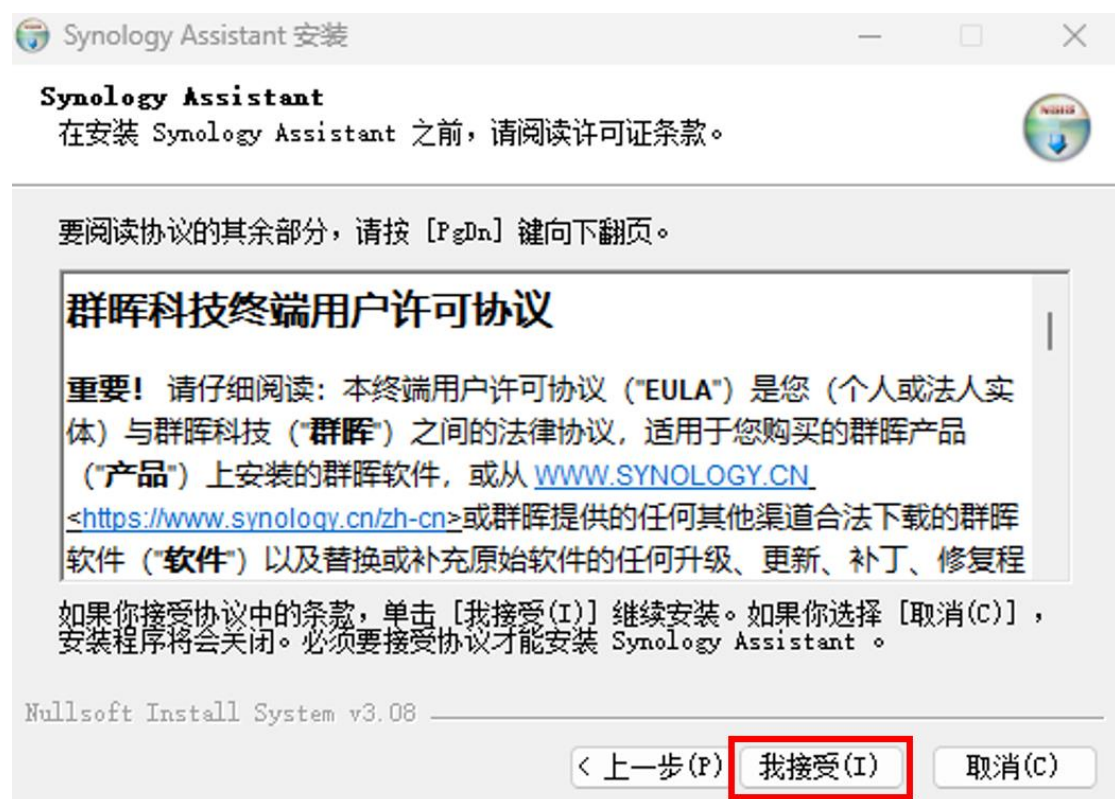 Synology Assistant 安装
Synology Assistant
在安装 Synology Assistant 之前，请阅读许可证条款。
要阅读协议的其余部分，请按 [PgDn] 键向下翻页。
群晖科技终端用户许可协议
重要！ 请仔细阅读：本终端用户许可协议（"EULA"）是您（个人或法人实
体）与群晖科技（"群晖"）之间的法律协议，适用于您购买的群晖产品
（"产品"）上安装的群晖软件，或从 WWW.SYNOLOGY.CN
<https://www.synology.cn/zh-cn>或群晖提供的任何其他渠道合法下载的群晖
软件（"软件"）以及替换或补充原始软件的任何升级、更新、补丁、修复程
如果你接受协议中的条款，单击 [我接受(I)] 继续安装。如果你选择 [取消(C)] ，
安装程序将会关闭。必须要接受协议才能安装 Synology Assistant 。
Nullsoft Install System v3.08
< 上一步(P) 我接受(I) 取消(C)